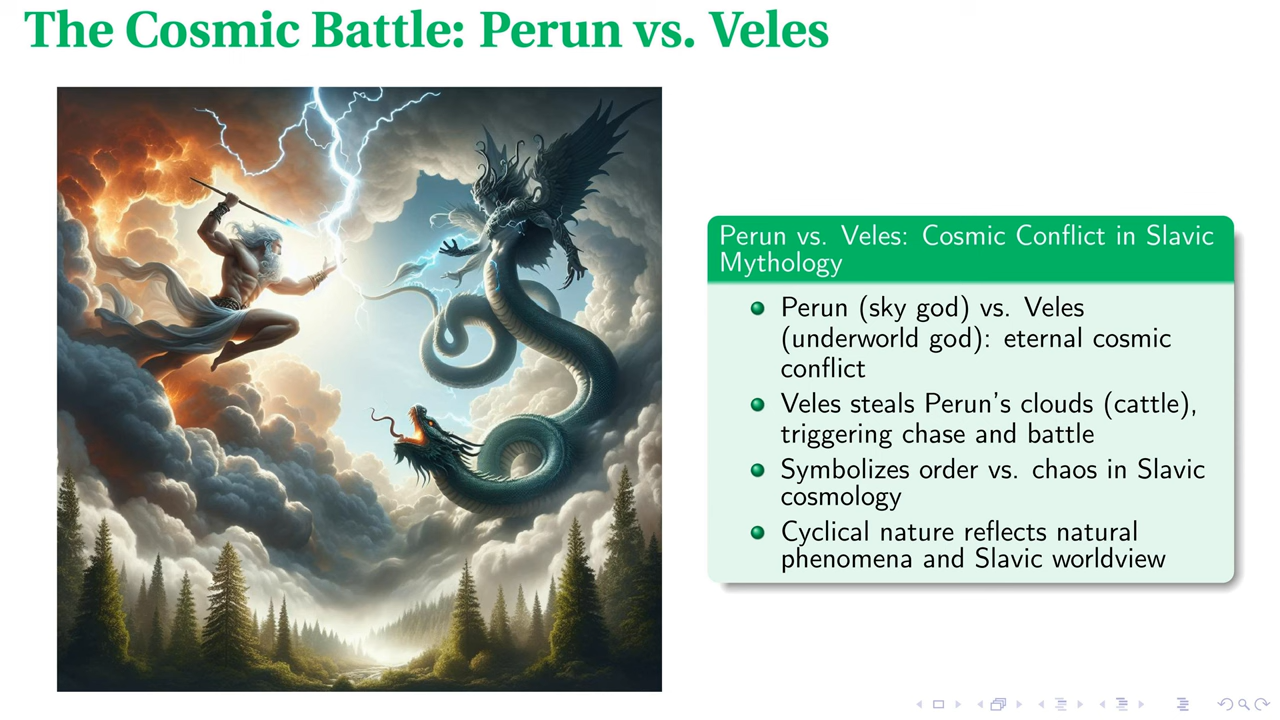 The Cosmic Battle: Perun vs. Veles
Perun vs. Veles: Cosmic Conflict in Slavic
Mythology
Perun (sky god) vs. Veles
(underworld god): eternal cosmic
conflict
Veles steals Perun's clouds (cattle),
triggering chase and battle
Symbolizes order vs. chaos in Slavic
cosmology
Cyclical nature reflects natural
phenomena and Slavic worldview